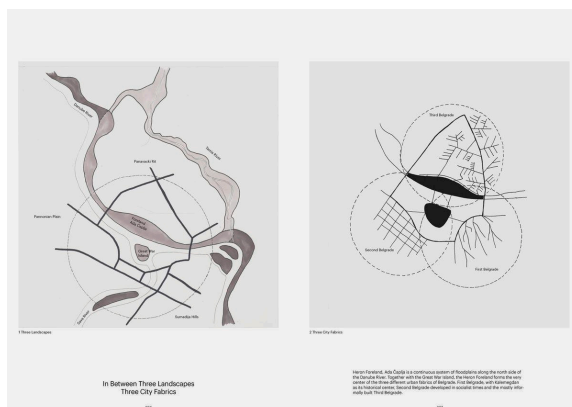 Danube River
Tamiš River
Pančevački Rit
Pannonian Plain
Foreland
Ada Čaplja
Great War
Island
Sava River
Šumadija Hills
1 Three Landscapes
In Between Three Landscapes
Three City Fabrics
Third Belgrade
Second Belgrade
First Belgrade
2 Three City Fabrics
Heron Foreland, Ada Čaplja is a continuous system of floodplains along the north side of
the Danube River. Together with the Great War Island, the Heron Foreland forms the very
center of the three different urban fabrics of Belgrade. First Belgrade, with Kalemegdan
as its historical center, Second Belgrade developed in socialist times and the mostly infor-
mally built Third Belgrade.